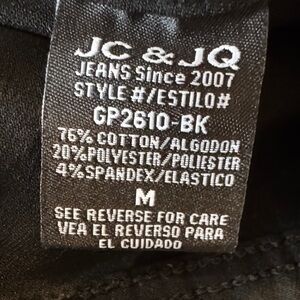 JC & JQ
JEANS Since 2007
STYLE #/ESTILO#
GP2610-BK
76% COTTON/ALGODON
20%POLYESTER/POLIESTER
4%SPANDEX/ELASTICO
M
SEE REVERSE FOR CARE
VEA EL REVERSO PARA
EL CUIDADO